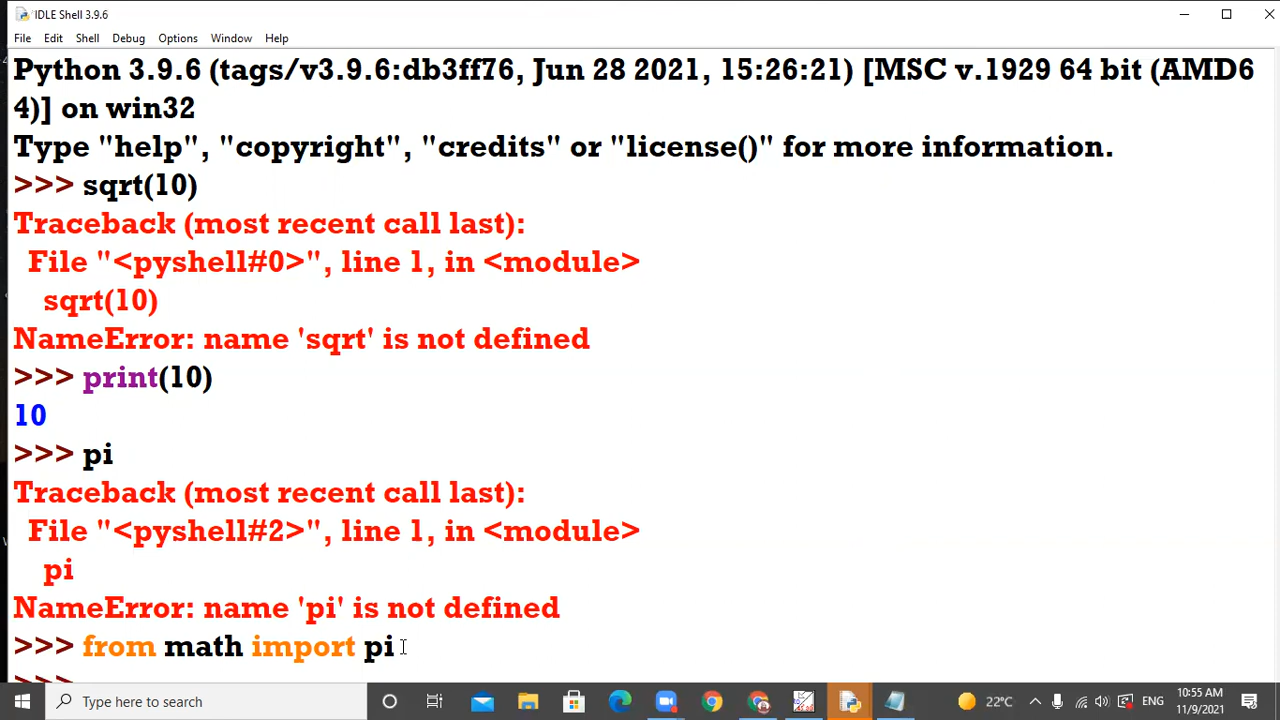 IDLE Shell 3.9.6
File Edit Shell Debug Options Window Help
Python 3.9.6 (tags/v3.9.6:db3ff76, Jun 28 2021, 15:26:21) [MSC v.1929 64 bit (AMD6
4)] on win32
Type "help", "copyright", "credits" or "license()" for more information.
>>> sqrt(10)
Traceback (most recent call last):
  File "<pyshell#0>", line 1, in <module>
    sqrt(10)
NameError: name 'sqrt' is not defined
>>> print(10)
10
>>> pi
Traceback (most recent call last):
  File "<pyshell#2>", line 1, in <module>
    pi
NameError: name 'pi' is not defined
>>> from math import pi
>>>
Type here to search
22°C
ENG
10:55 AM
11/9/2021